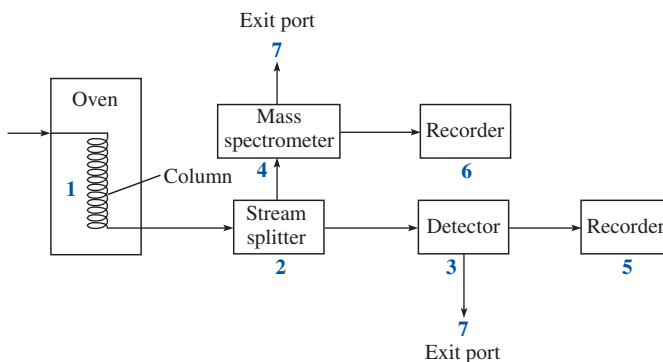 Exit port
7
Oven
Mass
spectrometer
4
Recorder
6
1
Column
Stream
splitter
2
Detector
3
Recorder
5
7
Exit port